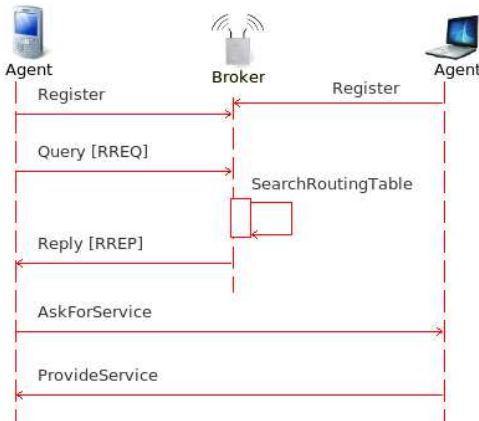 Agent
Broker
Agent
Register
Register
Query [RREQ]
SearchRoutingTable
Reply [RREP]
AskForService
ProvideService